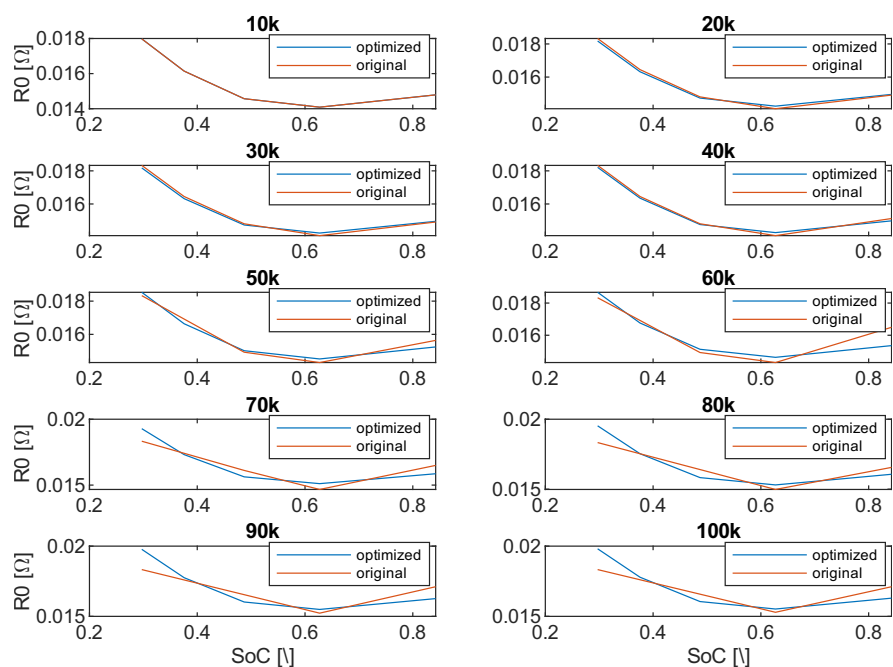 10k
R0 [Ω]
0.018
0.016
0.014
optimized
original
0.2
0.4
0.6
0.8
20k
0.018
0.016
optimized
original
0.2
0.4
0.6
0.8
30k
R0 [Ω]
0.018
0.016
optimized
original
0.2
0.4
0.6
0.8
40k
0.018
0.016
optimized
original
0.2
0.4
0.6
0.8
50k
R0 [Ω]
0.018
0.016
optimized
original
0.2
0.4
0.6
0.8
60k
0.018
0.016
optimized
original
0.2
0.4
0.6
0.8
70k
R0 [Ω]
0.02
0.015
optimized
original
0.2
0.4
0.6
0.8
80k
0.02
0.015
optimized
original
0.2
0.4
0.6
0.8
90k
R0 [Ω]
0.02
0.015
optimized
original
0.2
0.4
0.6
0.8
SoC [\]
100k
0.02
0.015
optimized
original
0.2
0.4
0.6
0.8
SoC [\]